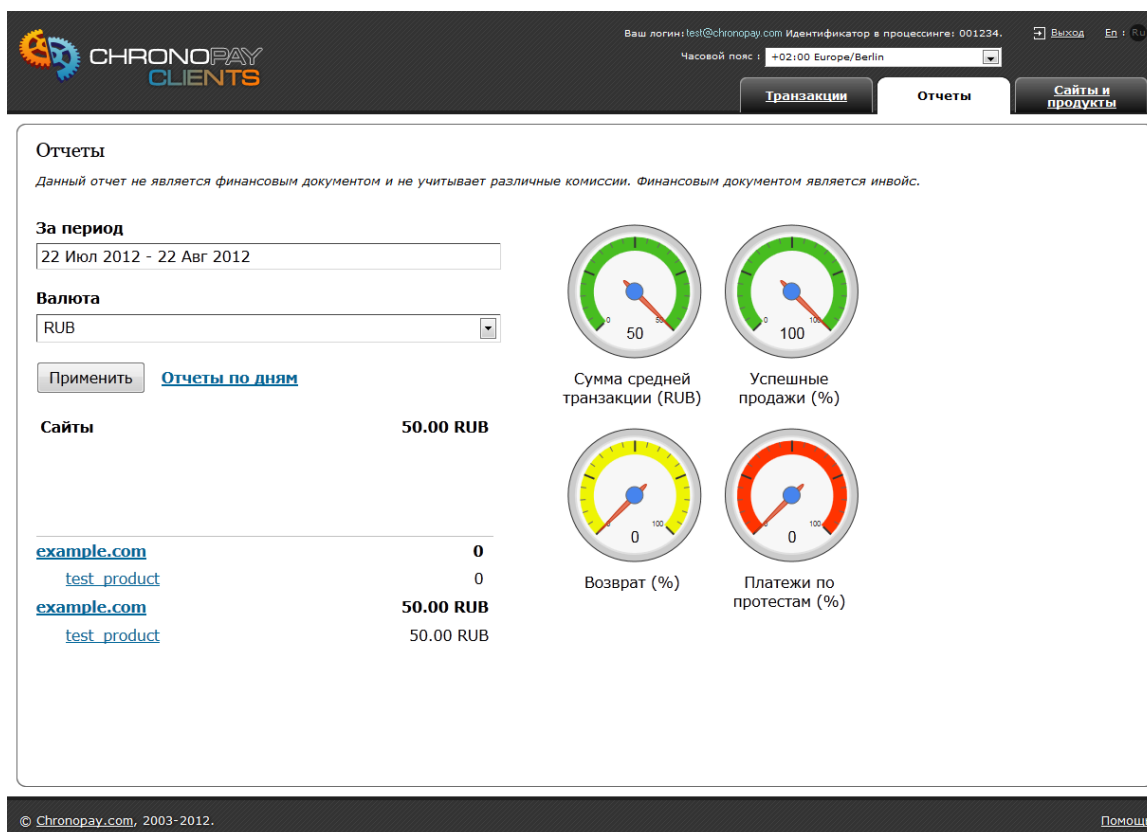 CHRONOPAY
CLIENTS
Ваш логин: test@chronopay.com Идентификатор в процессинге: 001234.
Выход
En : Ru
Часовой пояс : +02:00 Europe/Berlin
Транзакции
Отчеты
Сайты и
продукты
Отчеты
Данный отчет не является финансовым документом и не учитывает различные комиссии. Финансовым документом является инвойс.
За период
22 Июл 2012 - 22 Авг 2012
Валюта
RUB
Применить
Отчеты по дням
Сайты 50.00 RUB
example.com 0
test_product 0
example.com 50.00 RUB
test_product 50.00 RUB
0 50
50
Сумма средней
транзакции (RUB)
0 100
100
Успешные
продажи (%)
0 100
0
Возврат (%)
0 100
0
Платежи по
протестам (%)
© Chronopay.com, 2003-2012.
Помощь